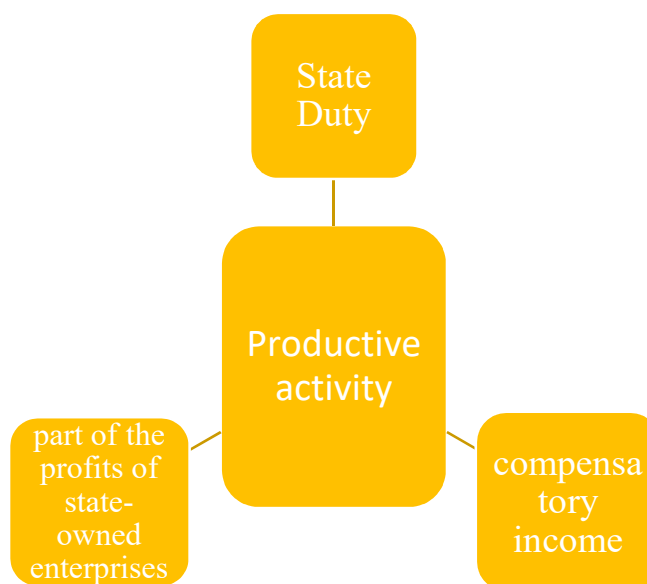 State
Duty
Productive
activity
part of the
profits of
state-
owned
enterprises
compensa
tory
income